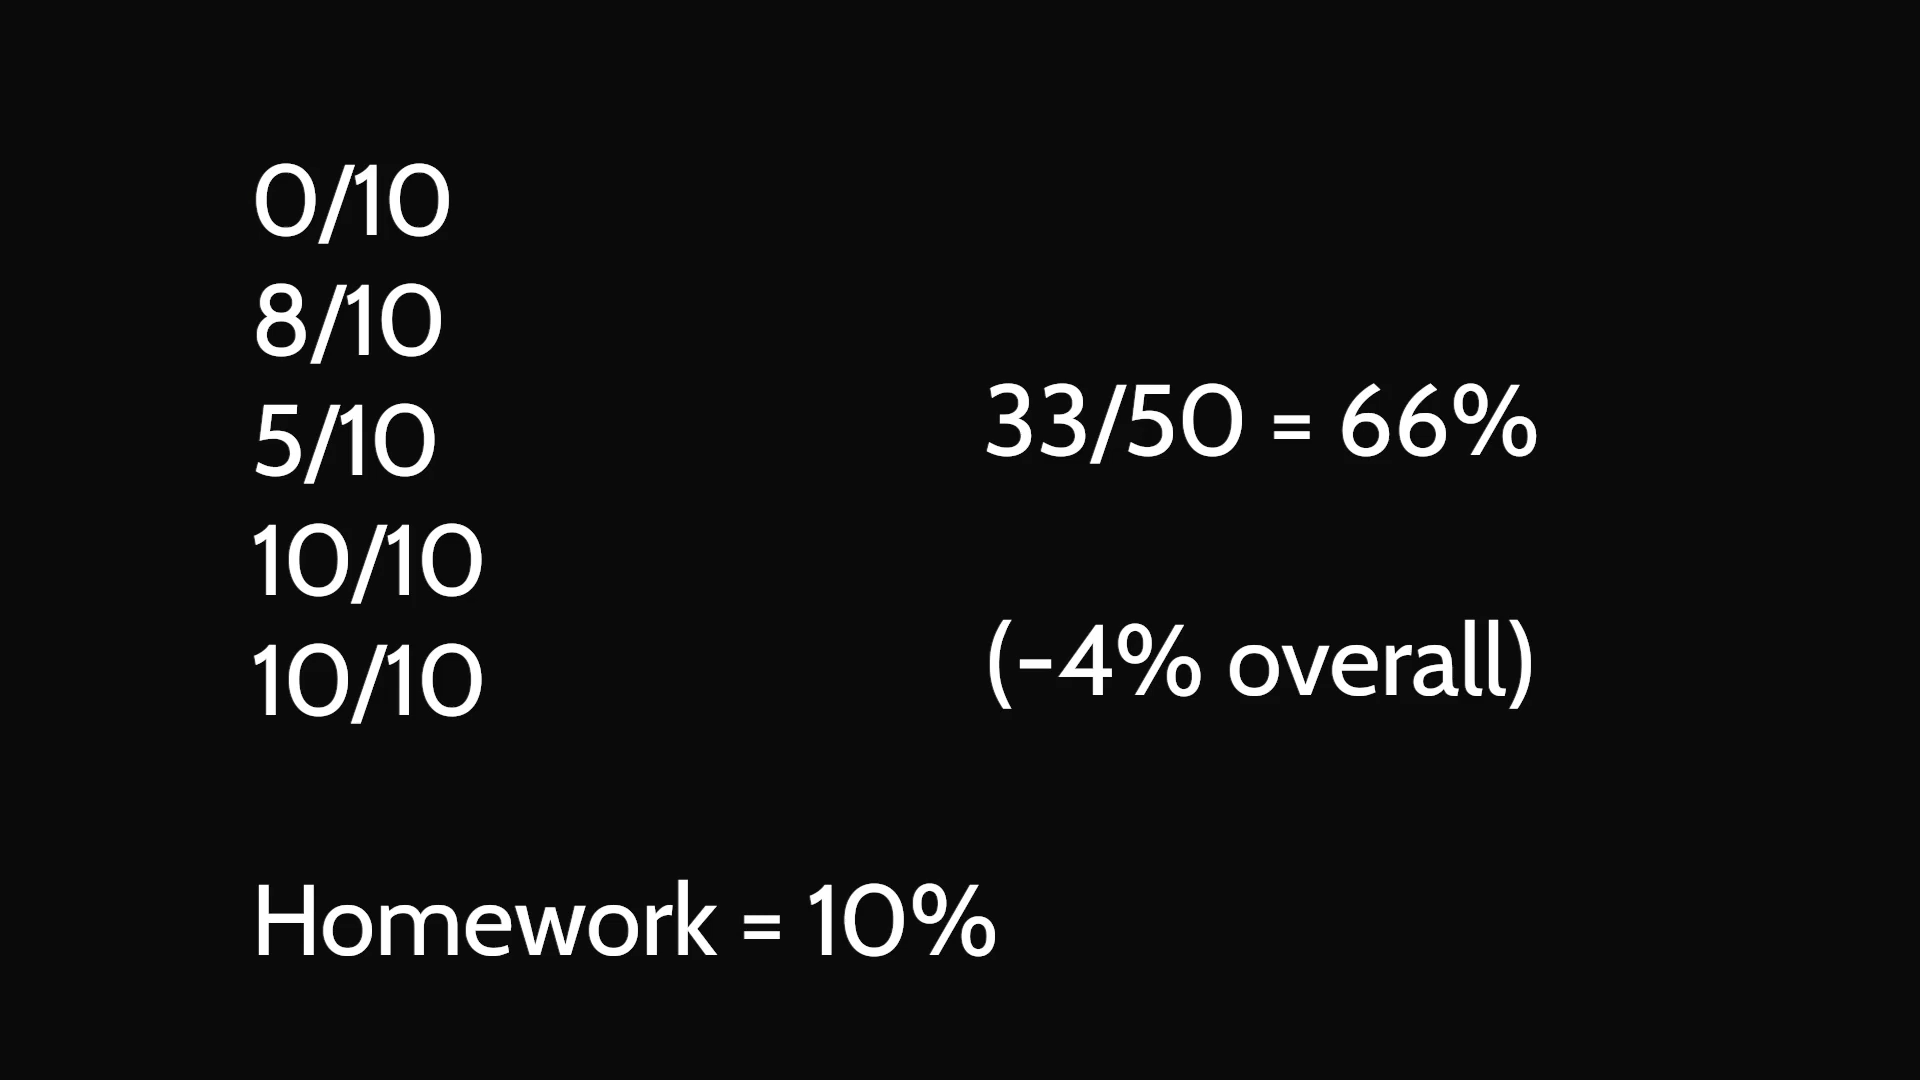 0/10
8/10
5/10
10/10
10/10
33/50 = 66%
(-4% overall)
Homework = 10%